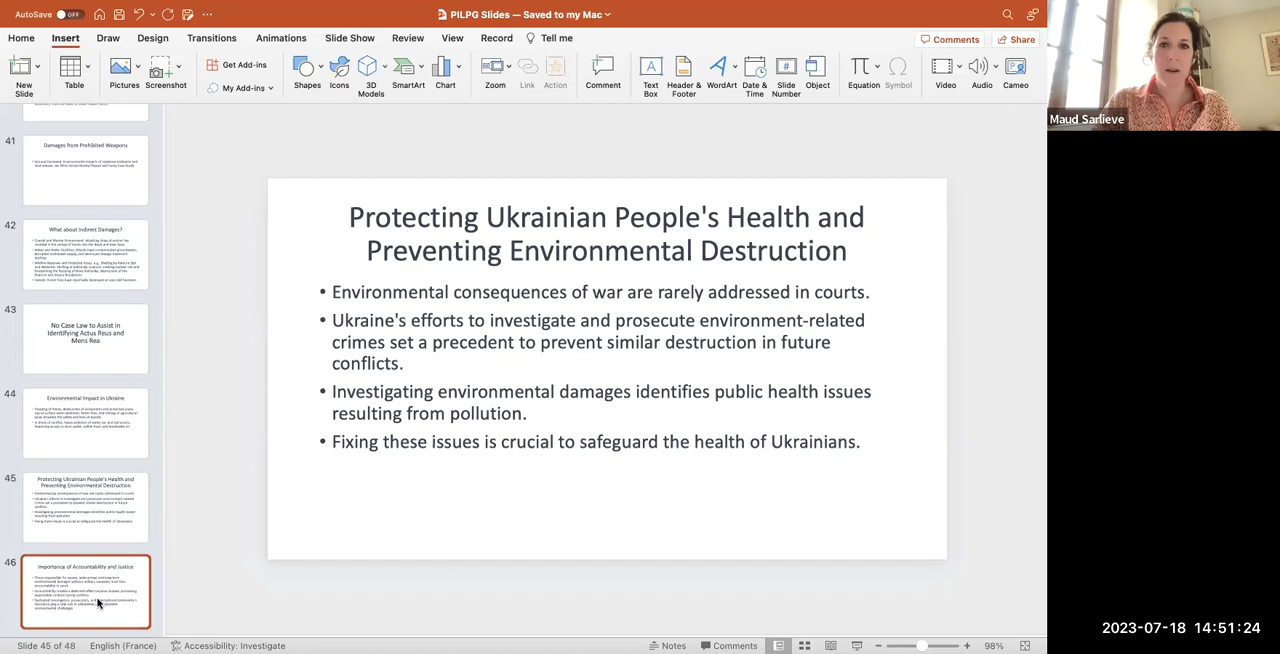 AutoSave OFF
PILPG Slides — Saved to my Mac
Home Insert Draw Design Transitions Animations Slide Show Review View Record Tell me
Comments Share
New Slide
Table
Pictures
Screenshot
Get Add-ins
My Add-ins
Shapes
Icons
3D Models
SmartArt
Chart
Zoom
Link
Action
Comment
Text Box
Header & Footer
WordArt
Date & Time
Slide Number
Object
Equation
Symbol
Video
Audio
Cameo
Maud Sarlieve
41
Damages from Prohibited Weapons
42
What about Indirect Damages?
43
No Case Law to Assist in
Identifying Actus Reus and
Mens Rea
44
Environmental Impact in Ukraine
45
Protecting Ukrainian People's Health and
Preventing Environmental Destruction
46
Importance of Accountability and Justice
Protecting Ukrainian People's Health and
Preventing Environmental Destruction
• Environmental consequences of war are rarely addressed in courts.
• Ukraine's efforts to investigate and prosecute environment-related
crimes set a precedent to prevent similar destruction in future
conflicts.
• Investigating environmental damages identifies public health issues
resulting from pollution.
• Fixing these issues is crucial to safeguard the health of Ukrainians.
2023-07-18 14:51:24
Slide 45 of 48 English (France) Accessibility: Investigate Notes Comments 98%